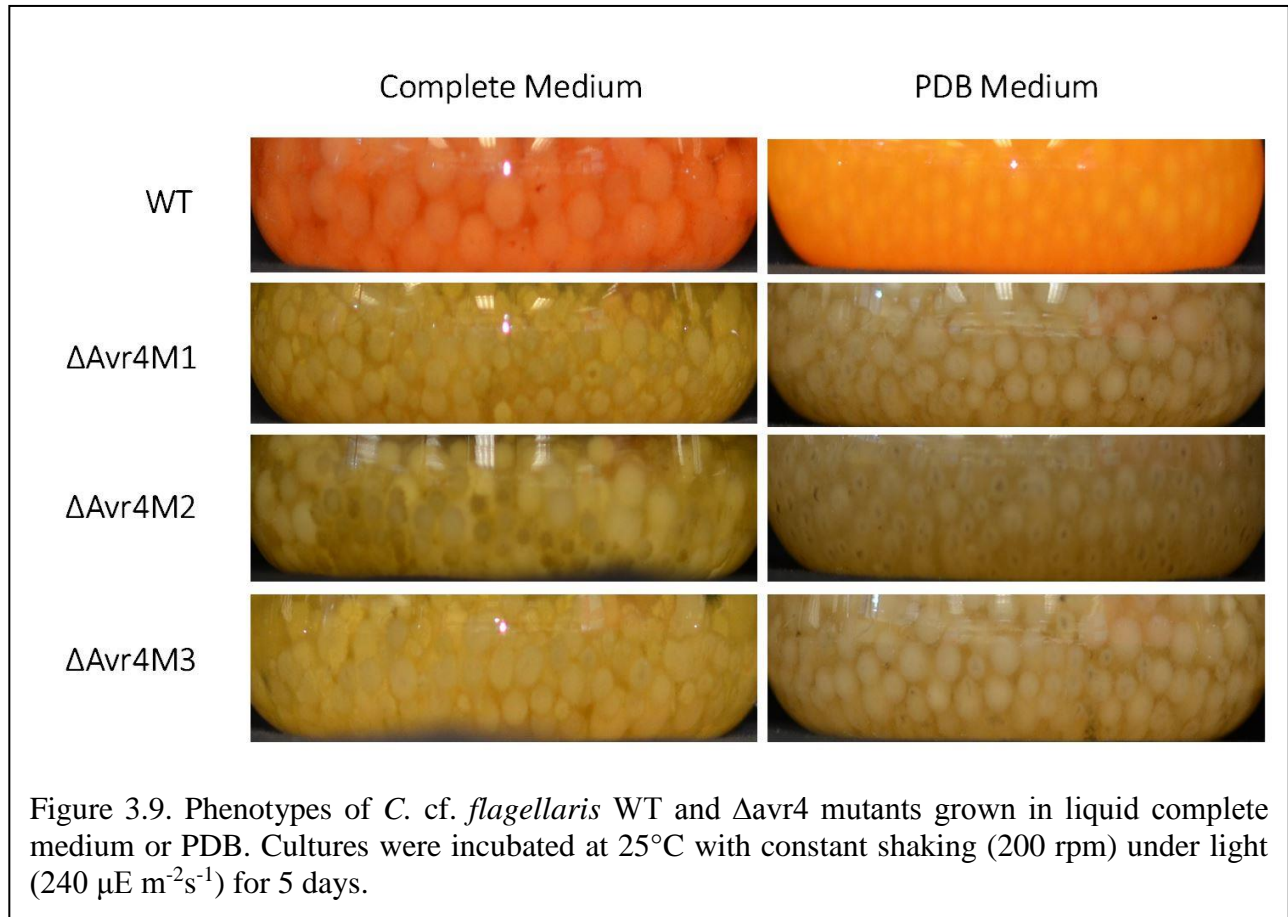 Complete Medium PDB Medium
WT
ΔAvr4M1
ΔAvr4M2
ΔAvr4M3
Figure 3.9. Phenotypes of C. cf. flagellaris WT and Δavr4 mutants grown in liquid complete
medium or PDB. Cultures were incubated at 25°C with constant shaking (200 rpm) under light
(240 μE m-2s-1) for 5 days.